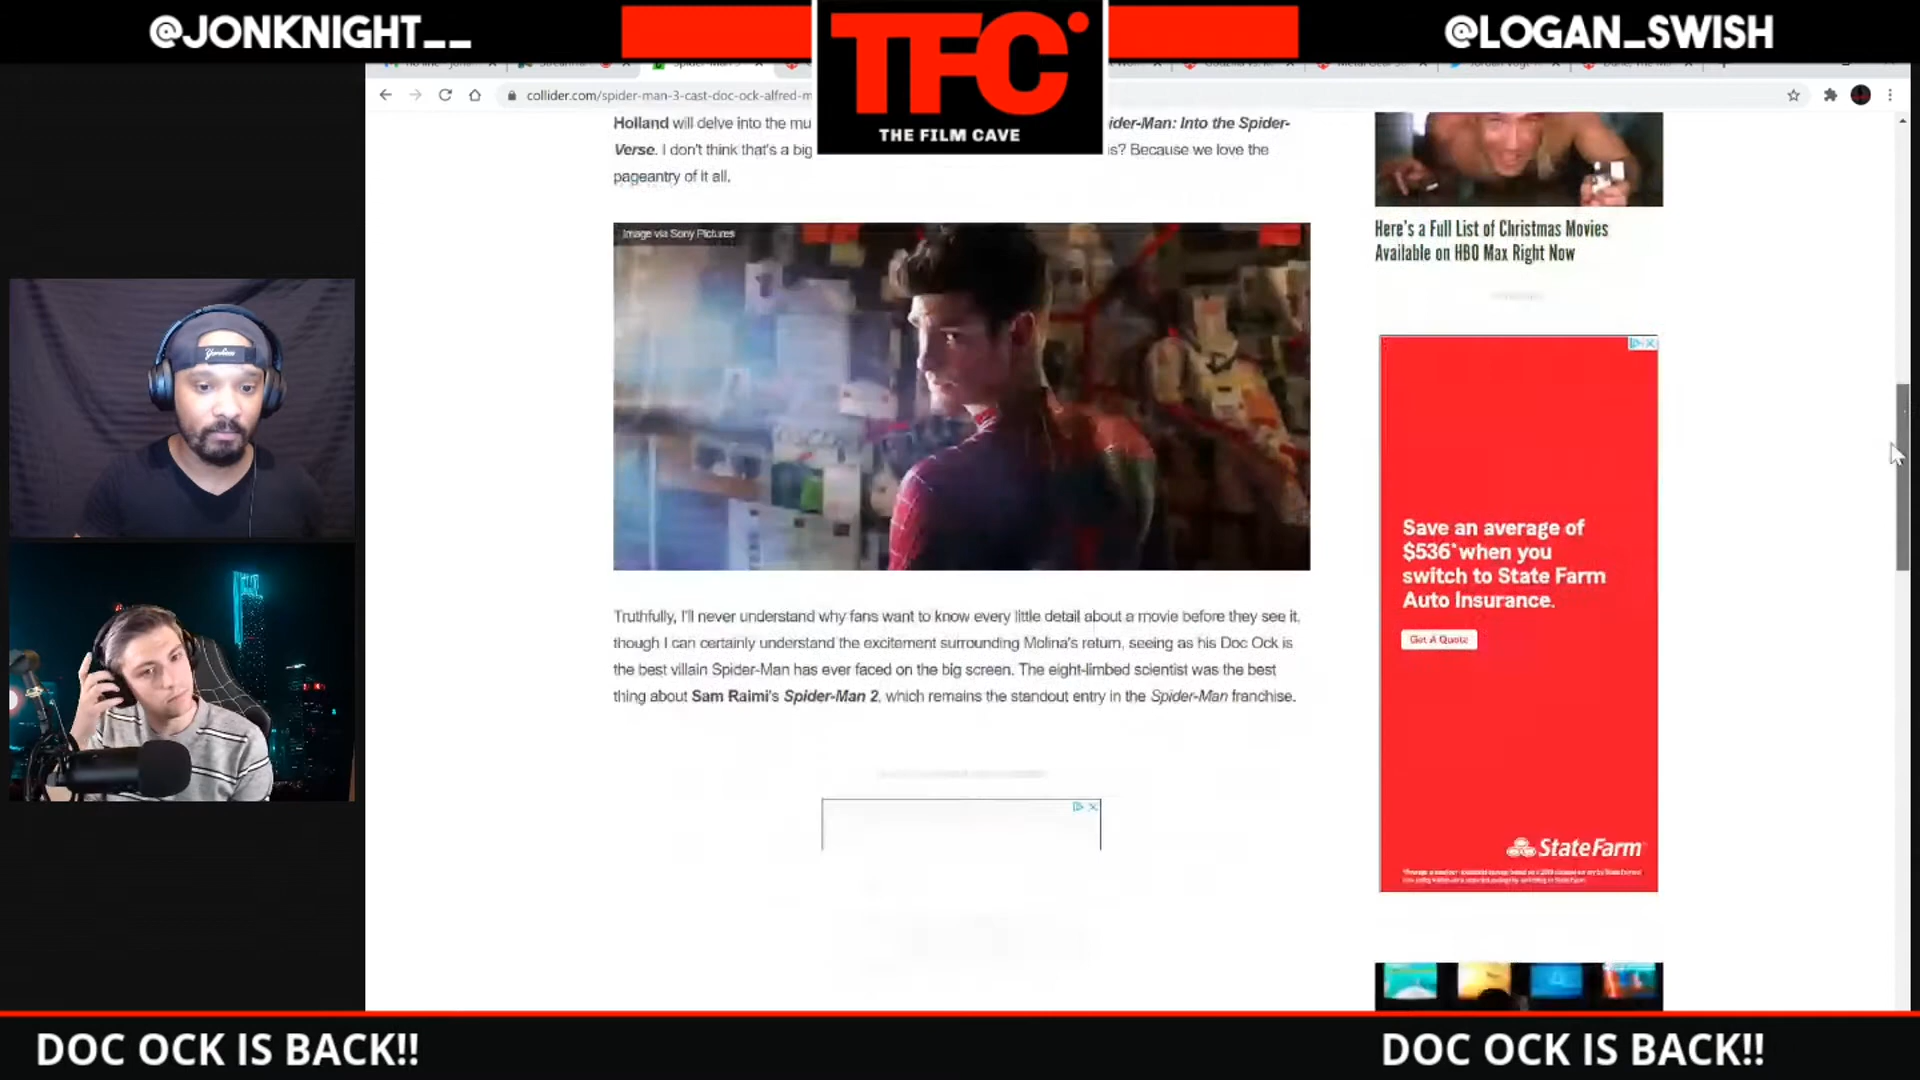 @JONKNIGHT__
TFC
THE FILM CAVE
@LOGAN_SWISH
collider.com/spider-man-3-cast-doc-ock-alfred-m
Holland will delve into the mu
ider-Man: Into the Spider-
Verse. I don't think that's a big
is? Because we love the
pageantry of it all.
Image via Sony Pictures
Truthfully, I'll never understand why fans want to know every little detail about a movie before they see it,
though I can certainly understand the excitement surrounding Molina's return, seeing as his Doc Ock is
the best villain Spider-Man has ever faced on the big screen. The eight-limbed scientist was the best
thing about Sam Raimi's Spider-Man 2, which remains the standout entry in the Spider-Man franchise.
Here's a Full List of Christmas Movies
Available on HBO Max Right Now
Save an average of
$536* when you
switch to State Farm
Auto Insurance.
Get A Quote
StateFarm
DOC OCK IS BACK!!
DOC OCK IS BACK!!